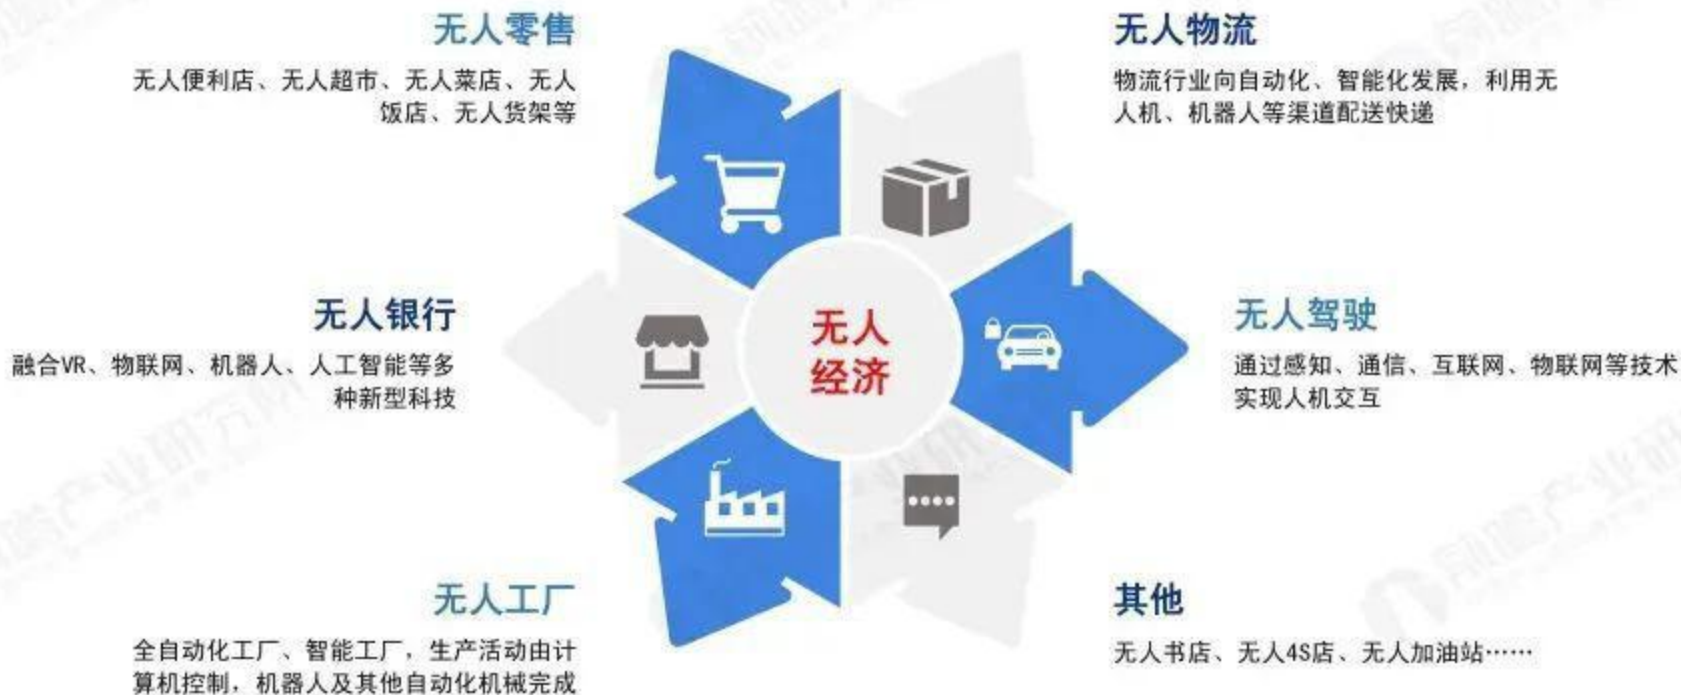 无人零售
无人便利店、无人超市、无人菜店、无人
饭店、无人货架等
无人物流
物流行业向自动化、智能化发展，利用无
人机、机器人等渠道配送快递
无人银行
融合VR、物联网、机器人、人工智能等多
种新型科技
无人
经济
无人驾驶
通过感知、通信、互联网、物联网等技术
实现人机交互
无人工厂
全自动化工厂、智能工厂，生产活动由计
算机控制，机器人及其他自动化机械完成
其他
无人书店、无人4S店、无人加油站……